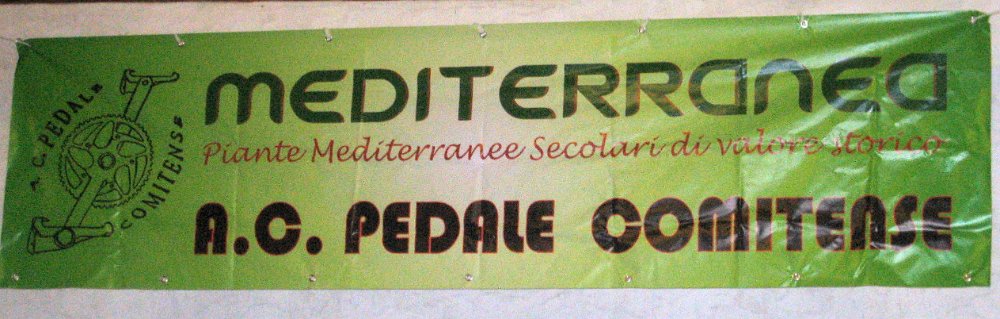 A.C. PEDALE
COMITENSE
MEDITERRANEA
Piante Mediterranee Secolari di valore storico
A.C. PEDALE COMITENSE